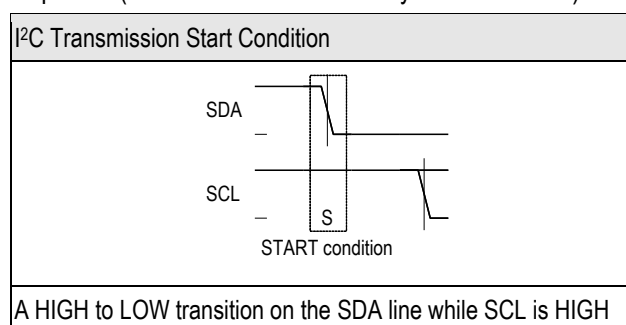 I²C Transmission Start Condition
SDA
SCL
S
START condition
A HIGH to LOW transition on the SDA line while SCL is HIGH